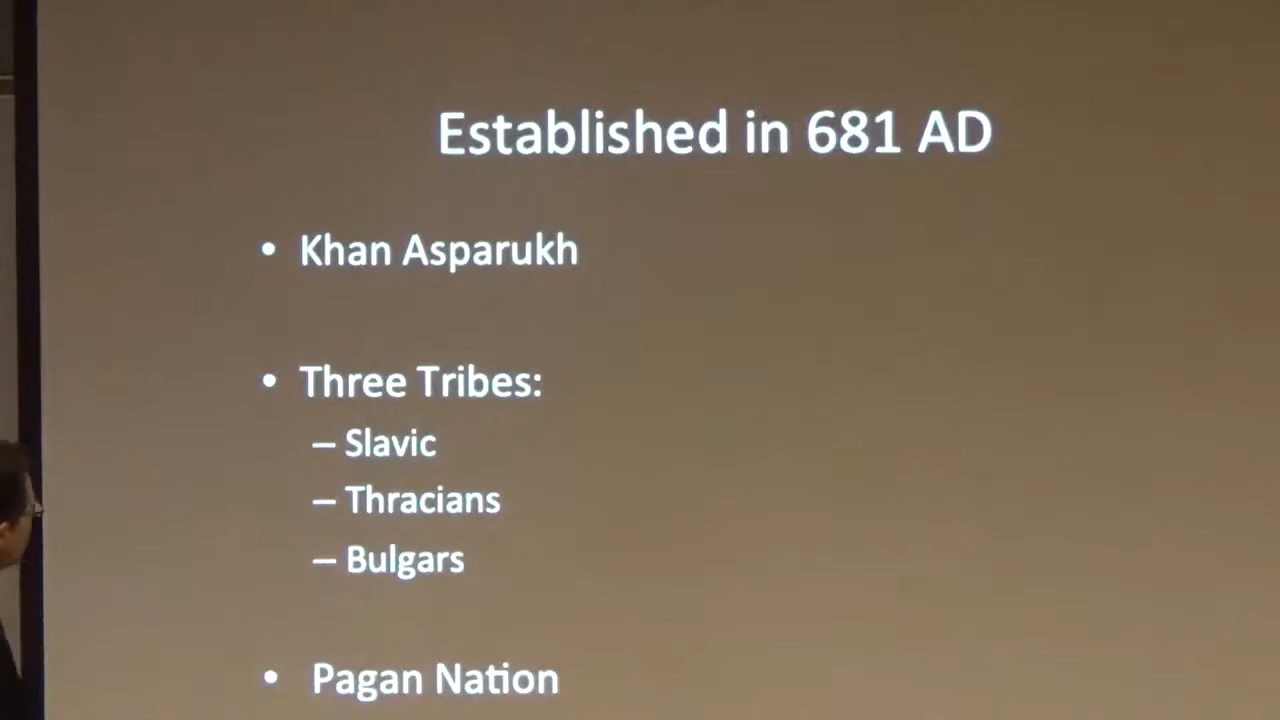 Established in 681 AD
• Khan Asparukh
• Three Tribes:
– Slavic
– Thracians
– Bulgars
• Pagan Nation